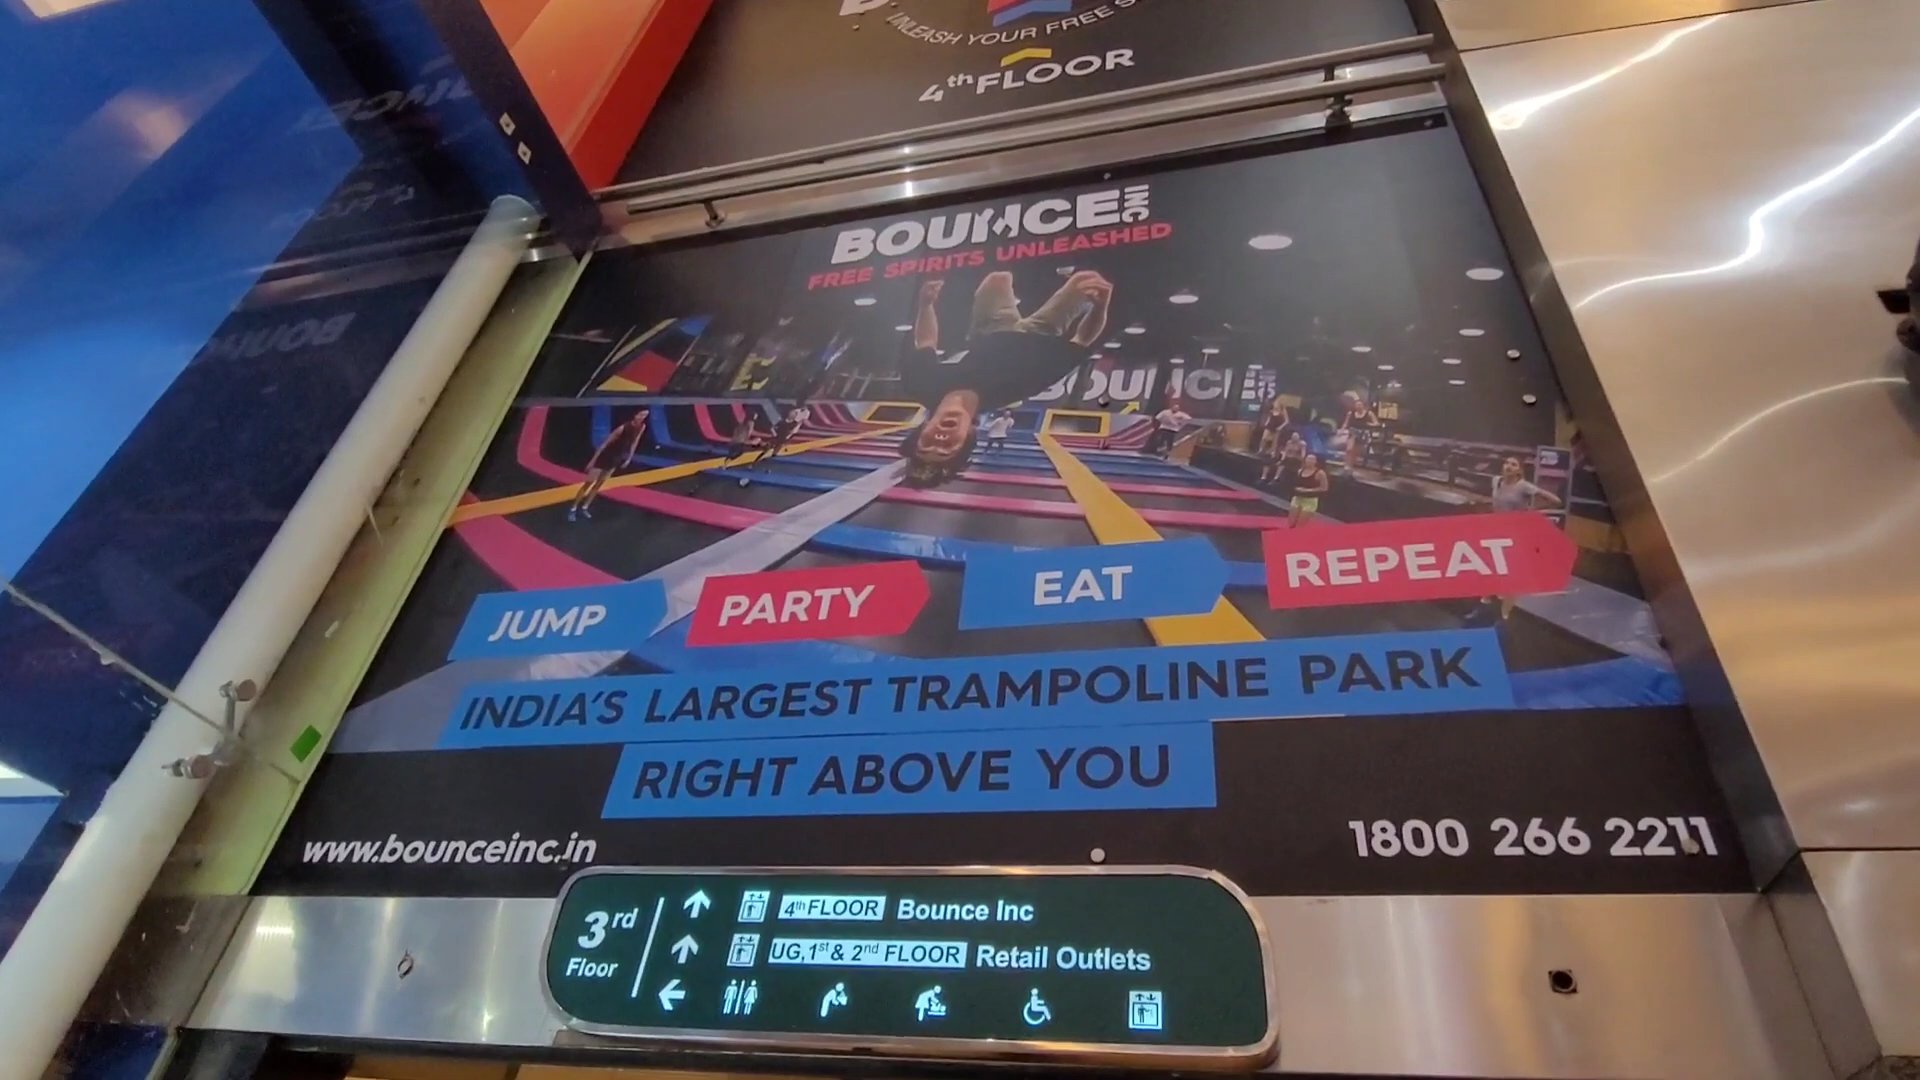 UNLEASH YOUR FREE
4th FLOOR
BOUNCE INC
FREE SPIRITS UNLEASHED
BOUNCE INC
JUMP PARTY EAT REPEAT
INDIA'S LARGEST TRAMPOLINE PARK
RIGHT ABOVE YOU
www.bounceinc.in 1800 266 2211
3rd Floor
4th FLOOR Bounce Inc
UG, 1st & 2nd FLOOR Retail Outlets